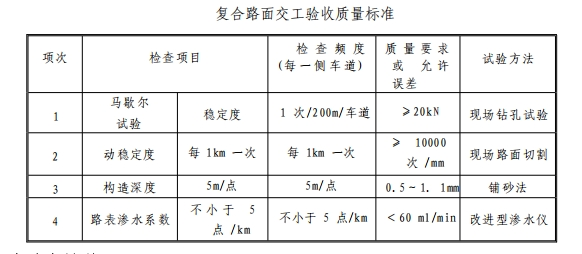 复合路面交工验收质量标准
项次 检查项目 检查频度 (每一侧车道) 质量要求 或允许 误差 试验方法
1 马歇尔 试验 稳定度 1 次/200m/车道 ≥20kN 现场钻孔试验
2 动稳定度 每 1km 一次 每 1km 一次 ≥ 10000 次 /mm 现场路面切割
3 构造深度 5m/点 5m/点 0.5~1. 1mm 铺砂法
4 路表渗水系数 不小于 5 点 /km 不小于 5 点/km <60 ml/min 改进型渗水仪